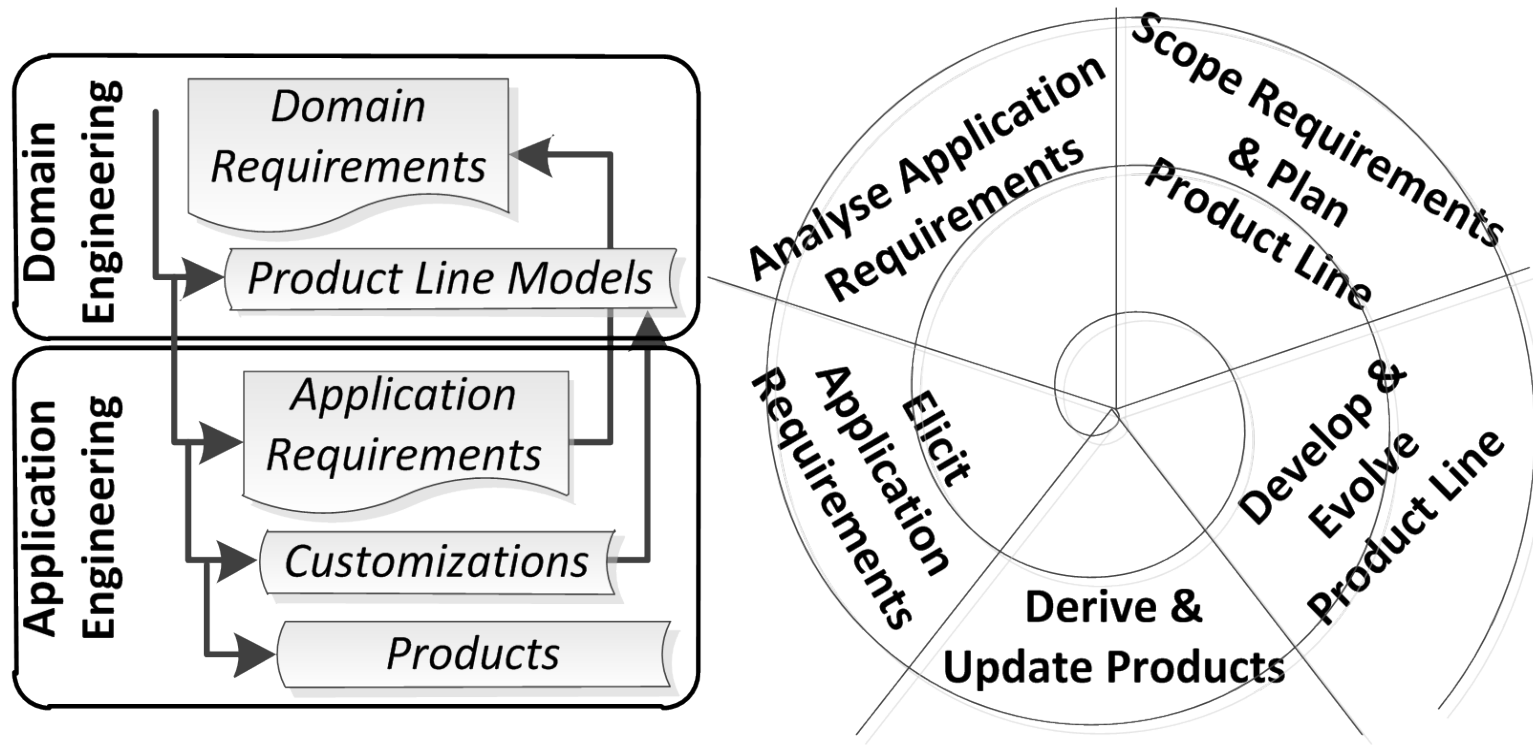 Domain
Engineering
Domain
Requirements
Product Line Models
Application
Engineering
Application
Requirements
Customizations
Products
Analyse Application
Requirements
Scope Requirements
& Plan
Product Line
Develop &
Evolve
Product Line
Derive &
Update Products
Elicit
Application
Requirements